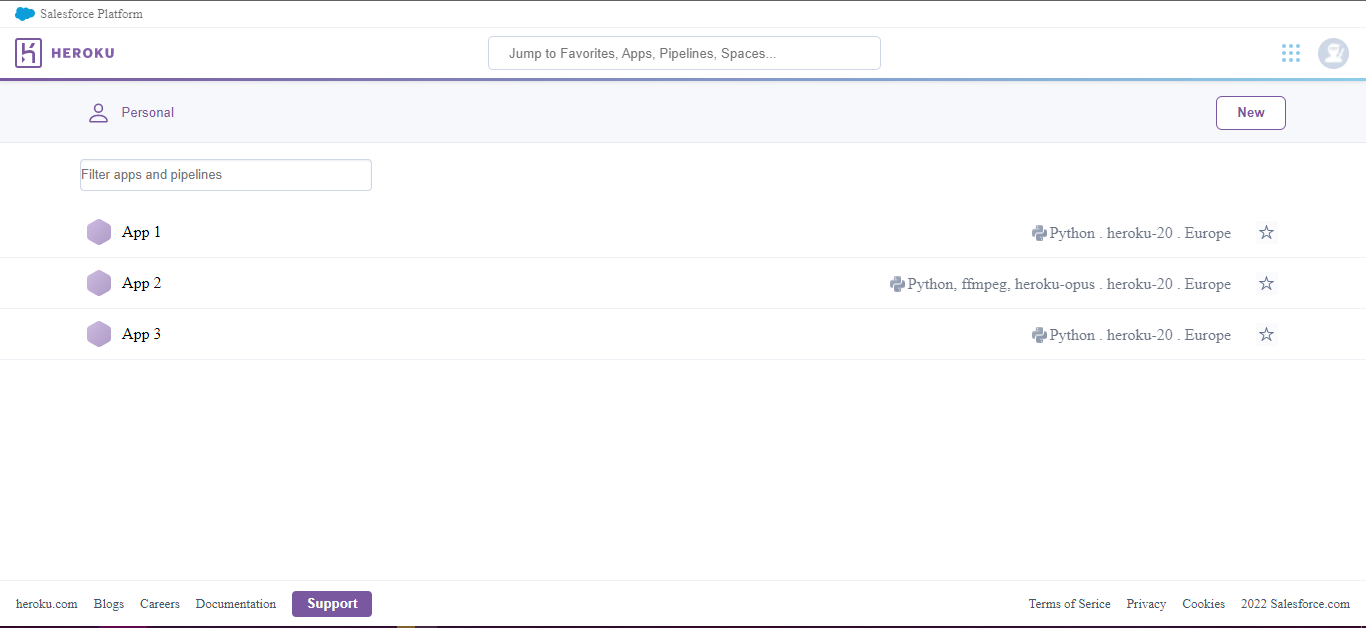 Salesforce Platform
HEROKU
Jump to Favorites, Apps, Pipelines, Spaces...
Personal
New
Filter apps and pipelines
App 1 Python . heroku-20 . Europe
App 2 Python, ffmpeg, heroku-opus . heroku-20 . Europe
App 3 Python . heroku-20 . Europe
heroku.com Blogs Careers Documentation Support Terms of Serice Privacy Cookies 2022 Salesforce.com